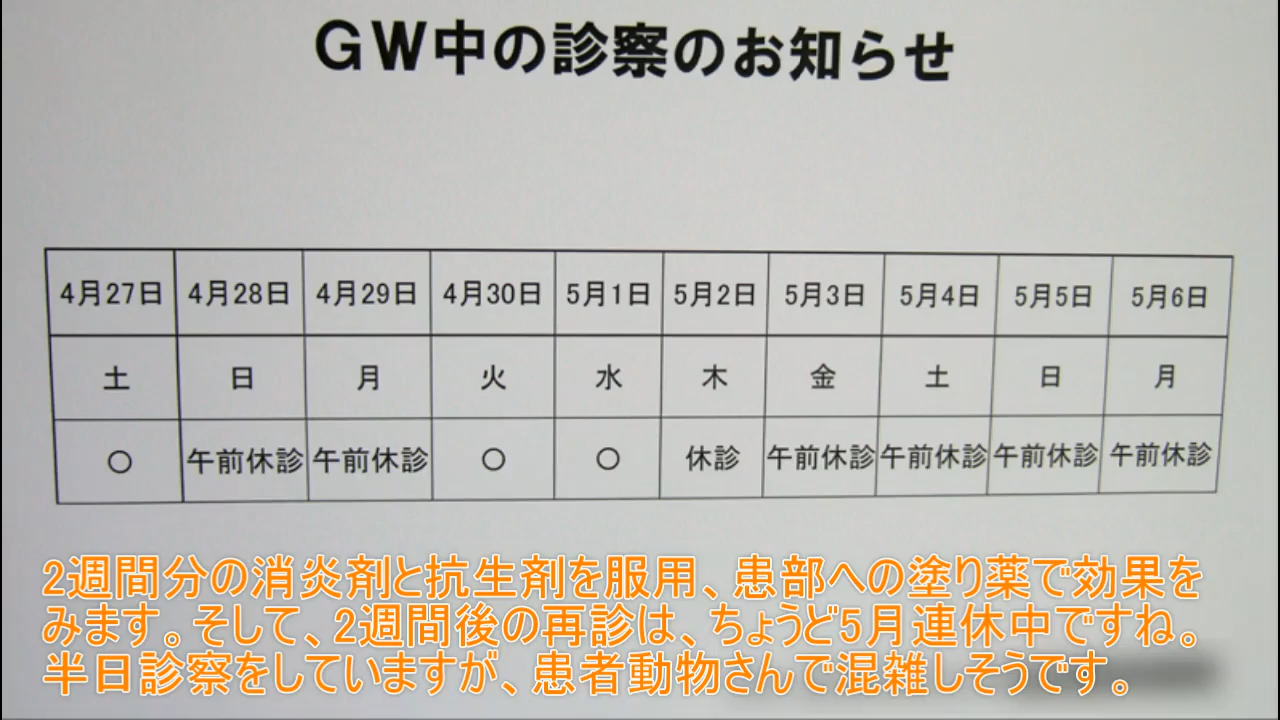 GW中の診察のお知らせ
4月27日 4月28日 4月29日 4月30日 5月1日 5月2日 5月3日 5月4日 5月5日 5月6日
土 日 月 火 水 木 金 土 日 月
○ 午前休診 午前休診 ○ ○ 休診 午前休診 午前休診 午前休診 午前休診
2週間分の消炎剤と抗生剤を服用、患部への塗り薬で効果を
みます。そして、2週間後の再診は、ちょうど5月連休中ですね。
半日診察をしていますが、患者動物さんで混雑しそうです。